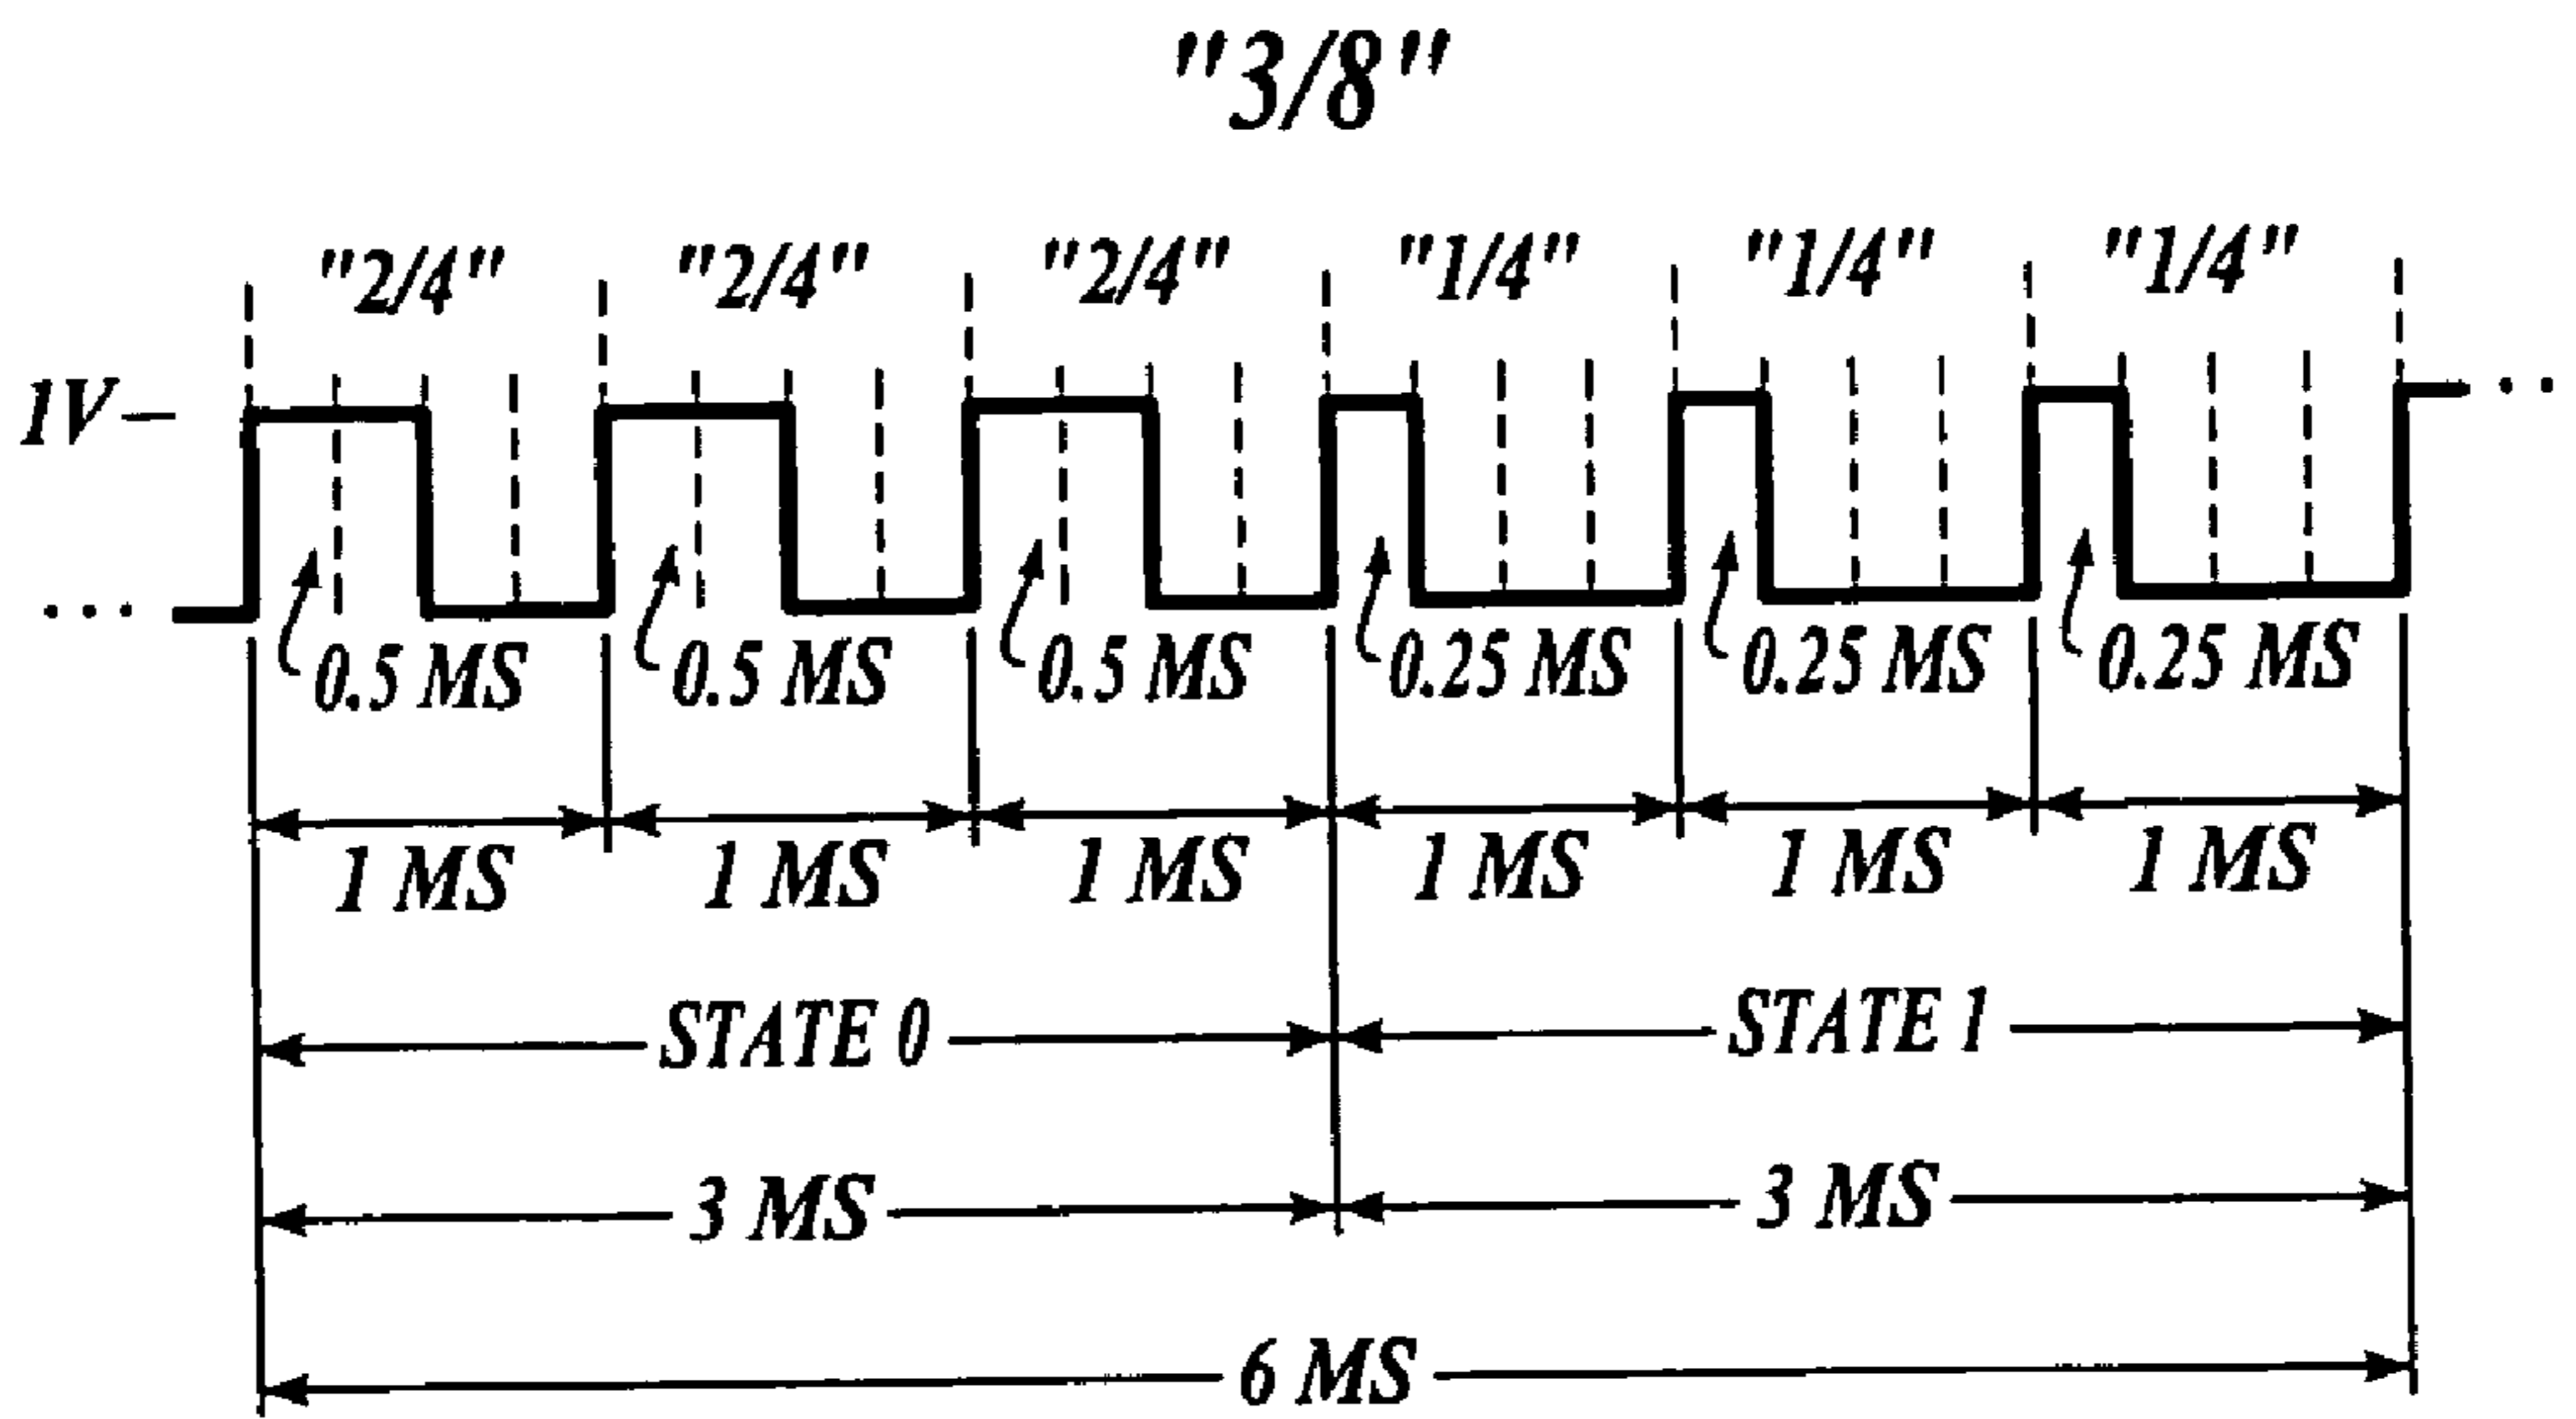 "3/8"
"2/4" "2/4" "2/4" "1/4" "1/4" "1/4"
1V
0.5 MS 0.5 MS 0.5 MS 0.25 MS 0.25 MS 0.25 MS
1 MS 1 MS 1 MS 1 MS 1 MS 1 MS
STATE 0 STATE 1
3 MS 3 MS
6 MS